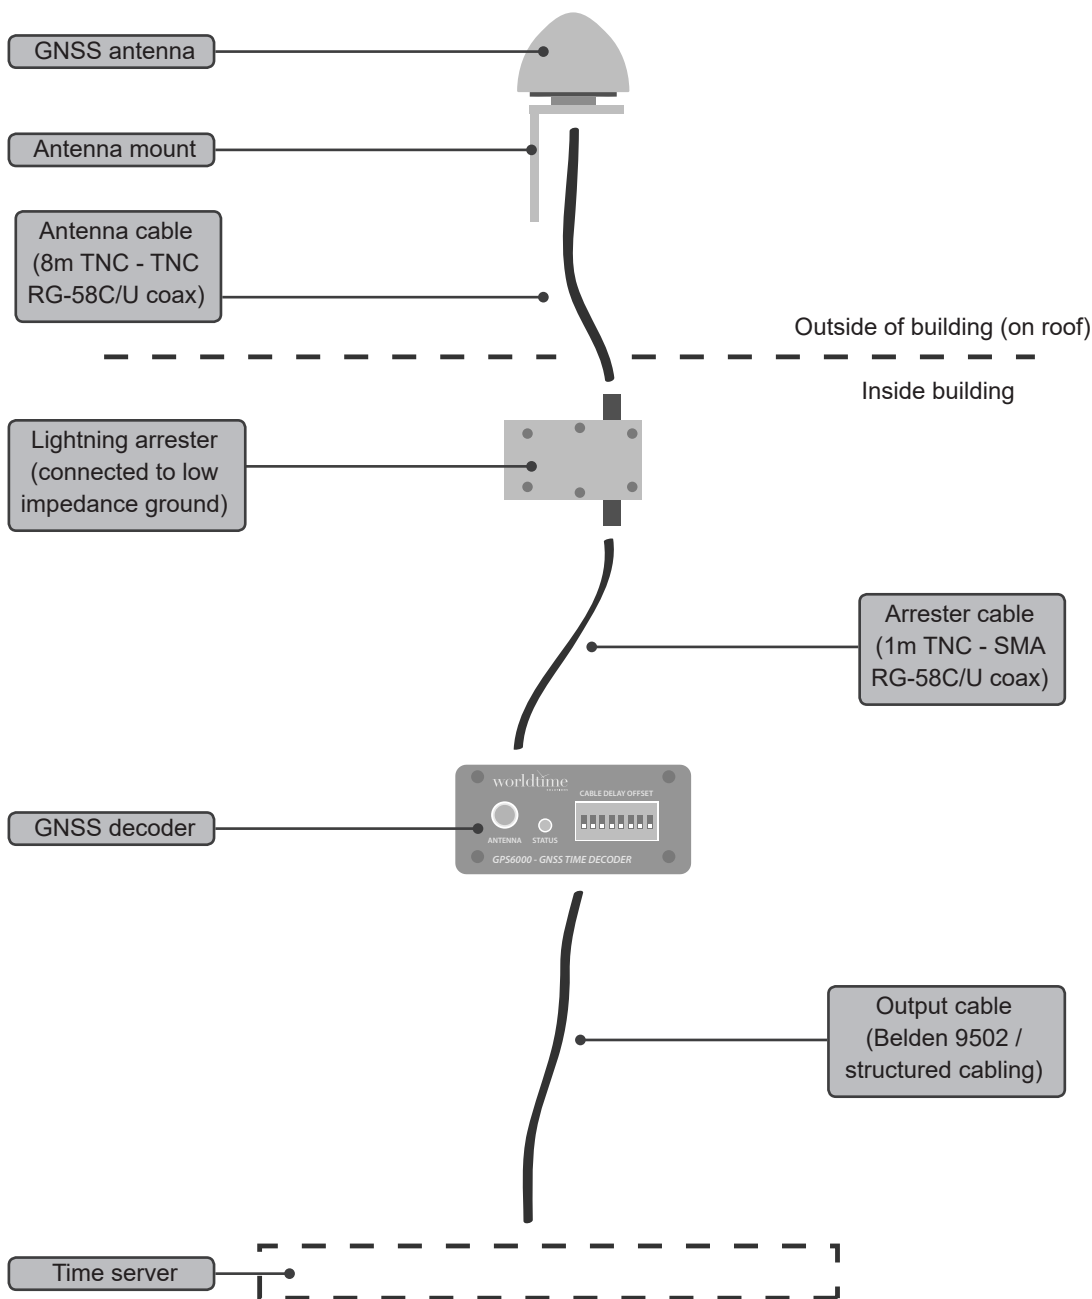 GNSS antenna
Antenna mount
Antenna cable
(8m TNC - TNC
RG-58C/U coax)
Outside of building (on roof)
Inside building
Lightning arrester
(connected to low
impedance ground)
Arrester cable
(1m TNC - SMA
RG-58C/U coax)
worldtime
CABLE DELAY OFFSET
ANTENNA
STATUS
GPS6000 - GNSS TIME DECODER
GNSS decoder
Output cable
(Belden 9502 /
structured cabling)
Time server